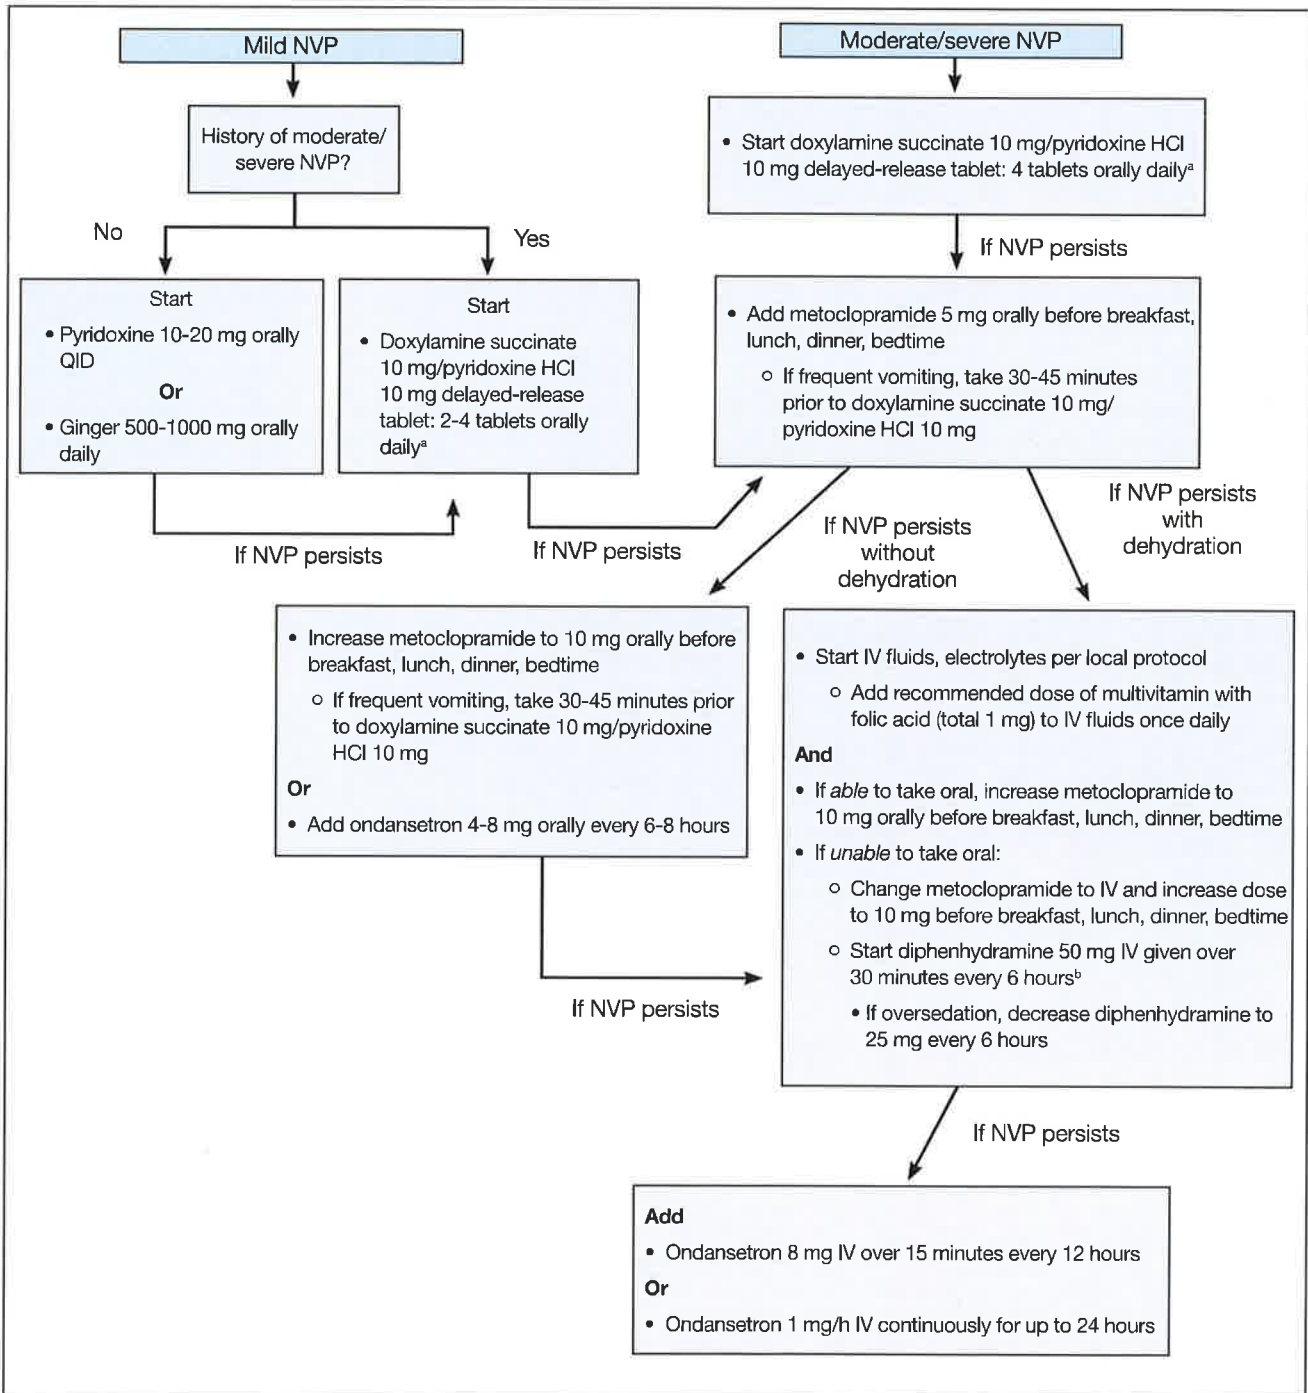 Mild NVP
History of moderate/
severe NVP?
No
Yes
Start
• Pyridoxine 10-20 mg orally
QID
Or
• Ginger 500-1000 mg orally
daily
Start
• Doxylamine succinate
10 mg/pyridoxine HCl
10 mg delayed-release
tablet: 2-4 tablets orally
dailyᵃ
If NVP persists
If NVP persists
Moderate/severe NVP
• Start doxylamine succinate 10 mg/pyridoxine HCl
10 mg delayed-release tablet: 4 tablets orally dailyᵃ
If NVP persists
• Add metoclopramide 5 mg orally before breakfast,
lunch, dinner, bedtime
o If frequent vomiting, take 30-45 minutes
prior to doxylamine succinate 10 mg/
pyridoxine HCl 10 mg
If NVP persists
without
dehydration
If NVP persists
with
dehydration
• Increase metoclopramide to 10 mg orally before
breakfast, lunch, dinner, bedtime
o If frequent vomiting, take 30-45 minutes prior
to doxylamine succinate 10 mg/pyridoxine
HCl 10 mg
Or
• Add ondansetron 4-8 mg orally every 6-8 hours
If NVP persists
• Start IV fluids, electrolytes per local protocol
o Add recommended dose of multivitamin with
folic acid (total 1 mg) to IV fluids once daily
And
• If able to take oral, increase metoclopramide to
10 mg orally before breakfast, lunch, dinner, bedtime
• If unable to take oral:
o Change metoclopramide to IV and increase dose
to 10 mg before breakfast, lunch, dinner, bedtime
o Start diphenhydramine 50 mg IV given over
30 minutes every 6 hoursᵇ
• If oversedation, decrease diphenhydramine to
25 mg every 6 hours
If NVP persists
Add
• Ondansetron 8 mg IV over 15 minutes every 12 hours
Or
• Ondansetron 1 mg/h IV continuously for up to 24 hours